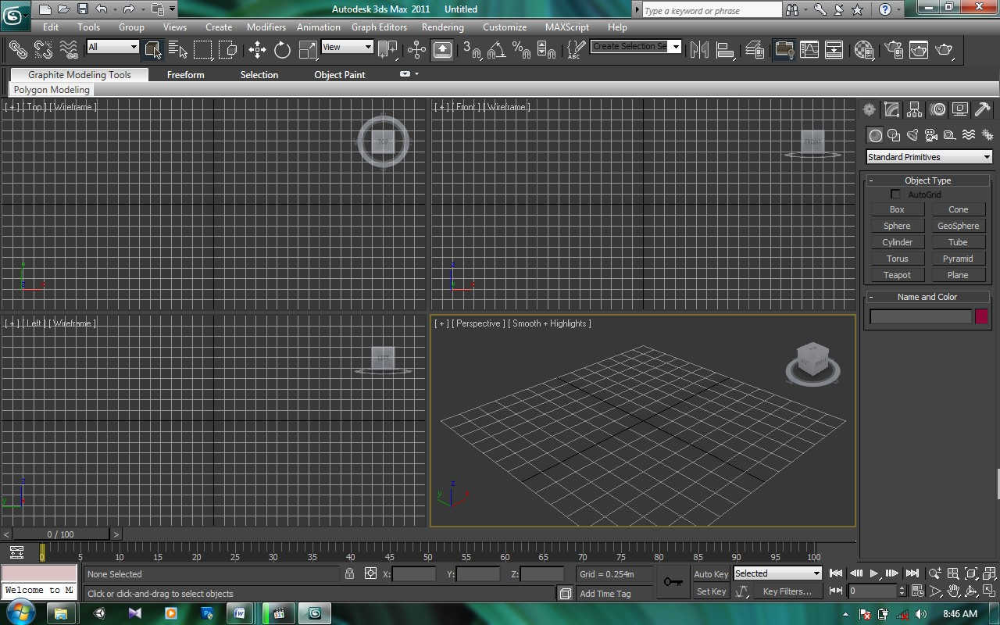 Autodesk 3ds Max 2011 Untitled
Type a keyword or phrase
Edit Tools Group Views Create Modifiers Animation Graph Editors Rendering Customize MAXScript Help
All View 3 ABC Create Selection Se
Graphite Modeling Tools Freeform Selection Object Paint
Polygon Modeling
[ + ] [ Top ] [ Wireframe ]
TOP
[ + ] [ Front ] [ Wireframe ]
FRONT
Standard Primitives
- Object Type
AutoGrid
Box Cone
Sphere GeoSphere
Cylinder Tube
Torus Pyramid
Teapot Plane
- Name and Color
[ + ] [ Left ] [ Wireframe ]
LEFT
[ + ] [ Perspective ] [ Smooth + Highlights ]
z
y x
< 0 / 100 >
0 5 10 15 20 25 30 35 40 45 50 55 60 65 70 75 80 85 90 95 100
None Selected X: Y: Z: Grid = 0.254m Auto Key Selected
Welcome to Mi Click or click-and-drag to select objects Add Time Tag Set Key Key Filters... 0
8:46 AM